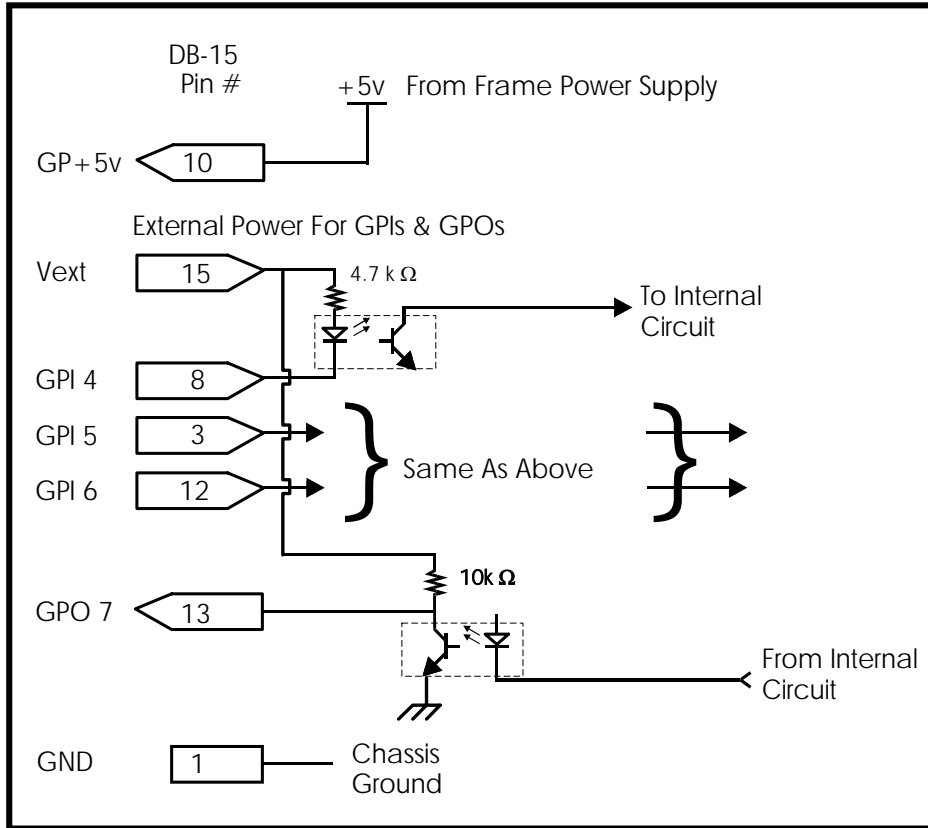 DB-15
Pin #
+5v From Frame Power Supply
GP+5v 10
External Power For GPIs & GPOs
Vext 15
4.7 k Ω
To Internal
Circuit
GPI 4 8
GPI 5 3
Same As Above
GPI 6 12
10k Ω
GPO 7 13
From Internal
Circuit
GND 1
Chassis
Ground